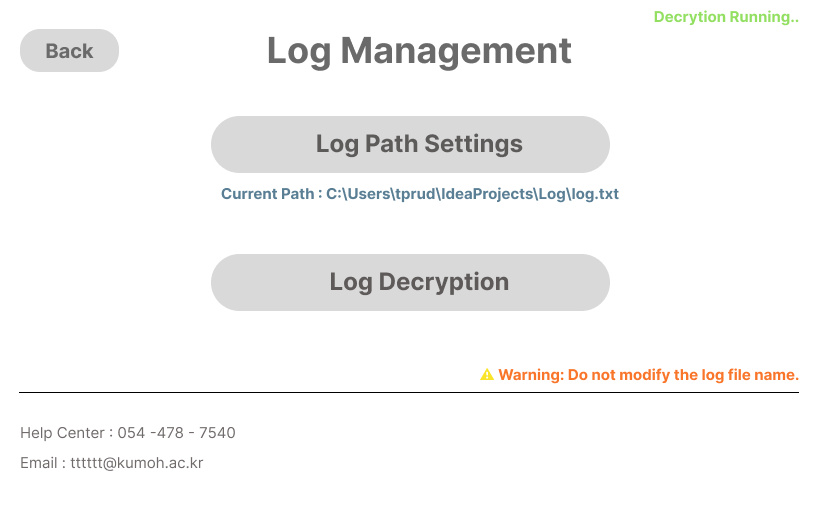 Decrytion Running..
Back
Log Management
Log Path Settings
Current Path : C:\Users\tprud\IdeaProjects\Log\log.txt
Log Decryption
⚠ Warning: Do not modify the log file name.
Help Center : 054 -478 - 7540
Email : tttttt@kumoh.ac.kr